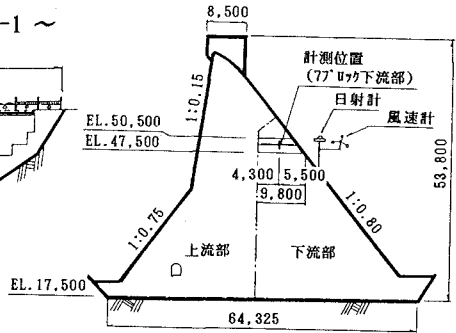 -1 ～
8,500
計測位置
(7ﾌﾞﾛｯｸ下流部)
日射計
風速計
1:0.15
EL.50,500
EL.47,500
4,300 5,500
9,800
53,800
1:0.75
1:0.80
上流部
下流部
EL.17,500
64,325